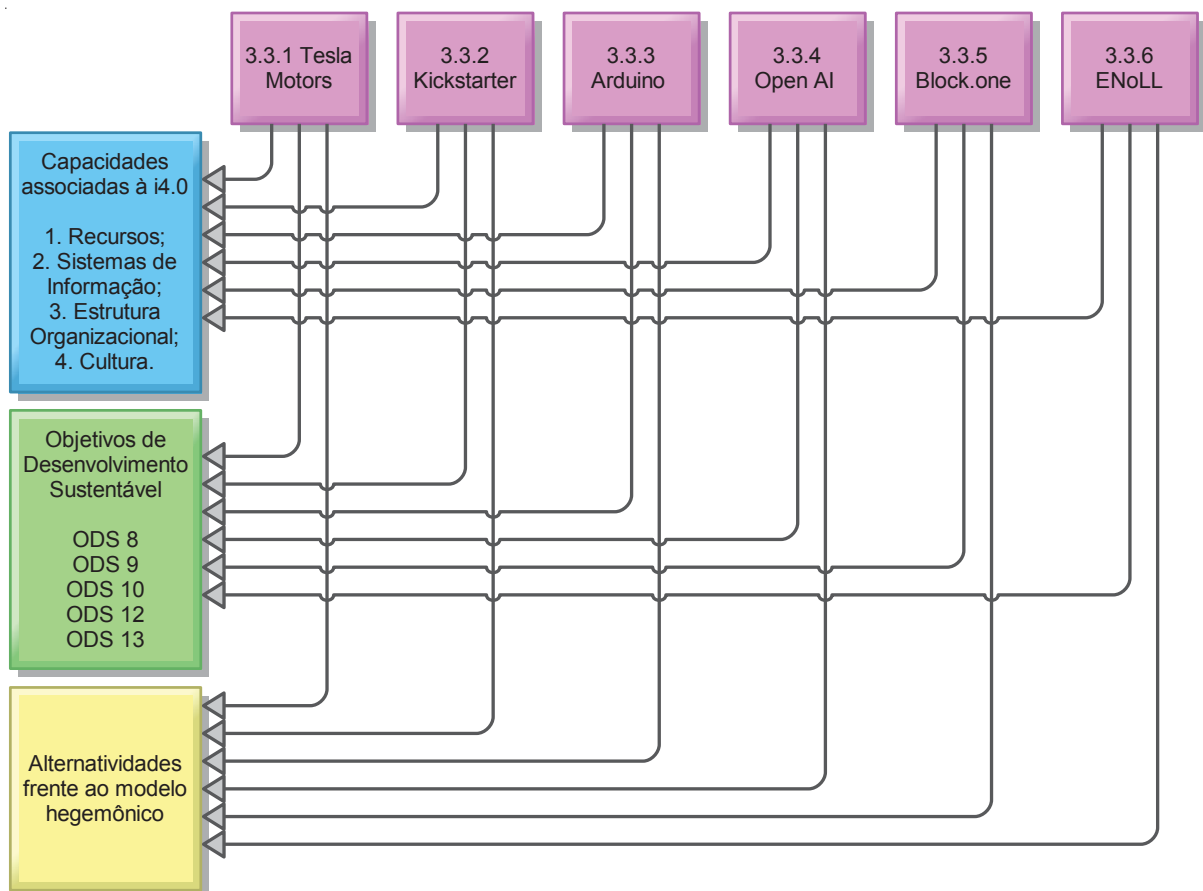 3.3.1 Tesla
Motors
3.3.2
Kickstarter
3.3.3
Arduino
3.3.4
Open AI
3.3.5
Block.one
3.3.6
ENoLL
Capacidades
associadas à i4.0
1. Recursos;
2. Sistemas de
Informação;
3. Estrutura
Organizacional;
4. Cultura.
Objetivos de
Desenvolvimento
Sustentável
ODS 8
ODS 9
ODS 10
ODS 12
ODS 13
Alternatividades
frente ao modelo
hegemônico